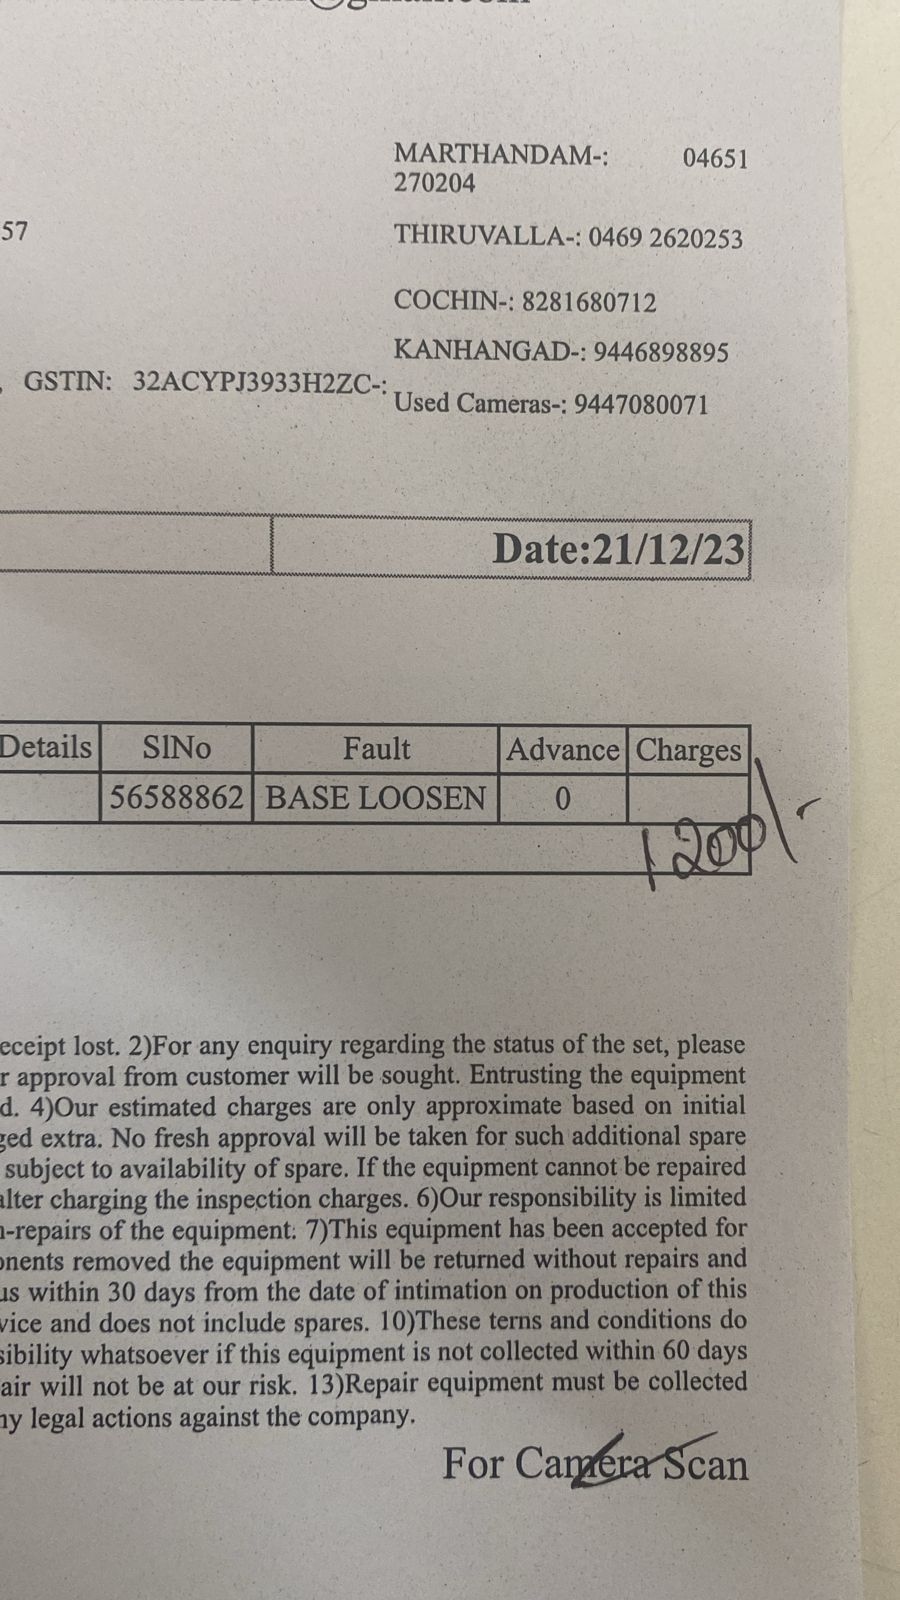 @gmail.com
MARTHANDAM-: 04651
270204
57
THIRUVALLA-: 0469 2620253
COCHIN-: 8281680712
KANHANGAD-: 9446898895
, GSTIN: 32ACYPJ3933H2ZC-:
Used Cameras-: 9447080071
Date:21/12/23
Details SlNo Fault Advance Charges
56588862 BASE LOOSEN 0
1200/-
eceipt lost. 2)For any enquiry regarding the status of the set, please
r approval from customer will be sought. Entrusting the equipment
d. 4)Our estimated charges are only approximate based on initial
ged extra. No fresh approval will be taken for such additional spare
subject to availability of spare. If the equipment cannot be repaired
alter charging the inspection charges. 6)Our responsibility is limited
n-repairs of the equipment. 7)This equipment has been accepted for
onents removed the equipment will be returned without repairs and
us within 30 days from the date of intimation on production of this
vice and does not include spares. 10)These terns and conditions do
sibility whatsoever if this equipment is not collected within 60 days
air will not be at our risk. 13)Repair equipment must be collected
ny legal actions against the company.
For Camera Scan